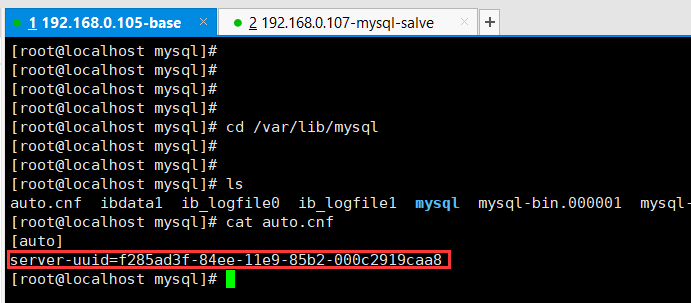 1 192.168.0.105-base × 2 192.168.0.107-mysql-salve × +
[root@localhost mysql]#
[root@localhost mysql]#
[root@localhost mysql]#
[root@localhost mysql]#
[root@localhost mysql]# cd /var/lib/mysql
[root@localhost mysql]#
[root@localhost mysql]#
[root@localhost mysql]# ls
auto.cnf ibdata1 ib_logfile0 ib_logfile1 mysql mysql-bin.000001 mysql-
[root@localhost mysql]# cat auto.cnf
[auto]
server-uuid=f285ad3f-84ee-11e9-85b2-000c2919caa8
[root@localhost mysql]#